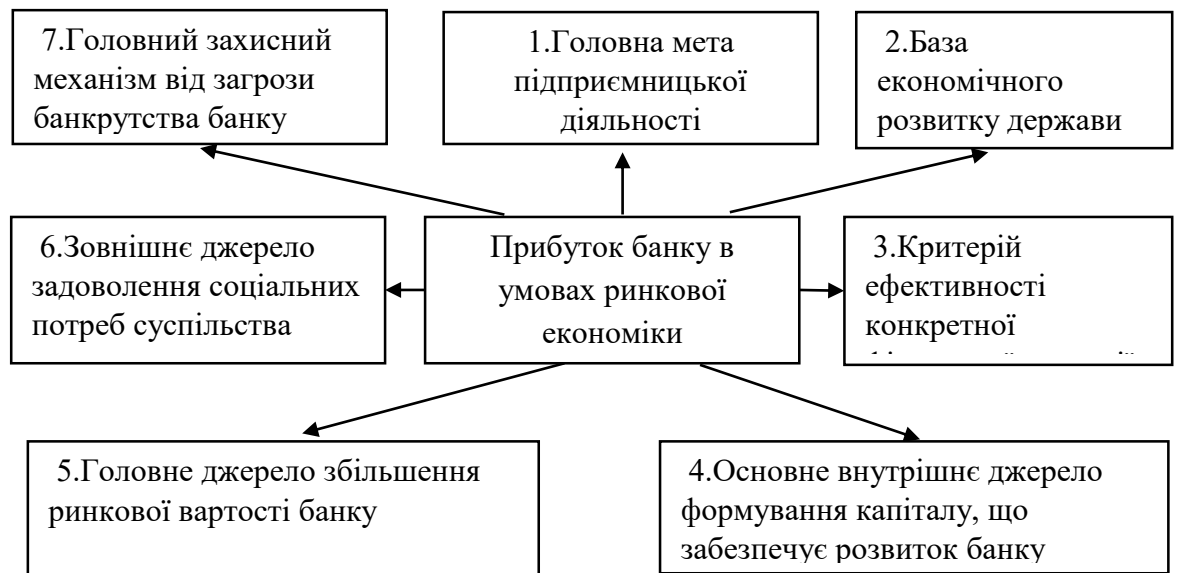 7.Головний захисний
механізм від загрози
банкрутства банку
1.Головна мета
підприємницької
діяльності
2.База
економічного
розвитку держави
6.Зовнішнє джерело
задоволення соціальних
потреб суспільства
Прибуток банку в
умовах ринкової
економіки
3.Критерій
ефективності
конкретної
5.Головне джерело збільшення
ринкової вартості банку
4.Основне внутрішнє джерело
формування капіталу, що
забезпечує розвиток банку